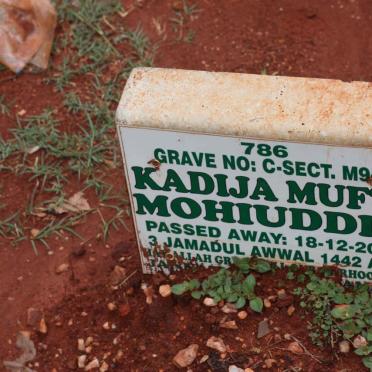 786
GRAVE NO: C-SECT. M9
KADIJA MUF
MOHIUDD
PASSED AWAY: 18-12-20
3 JAMADUL AWWAL 1442 A